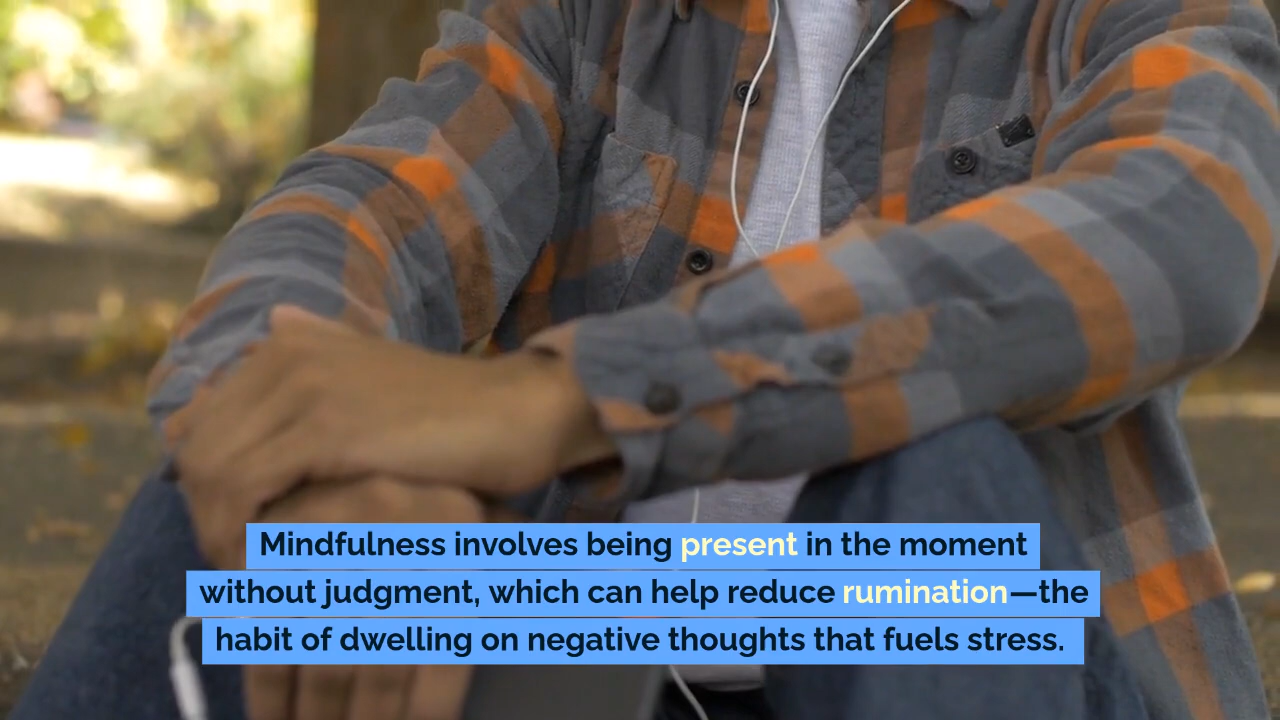 Mindfulness involves being present in the moment
without judgment, which can help reduce rumination—the
habit of dwelling on negative thoughts that fuels stress.